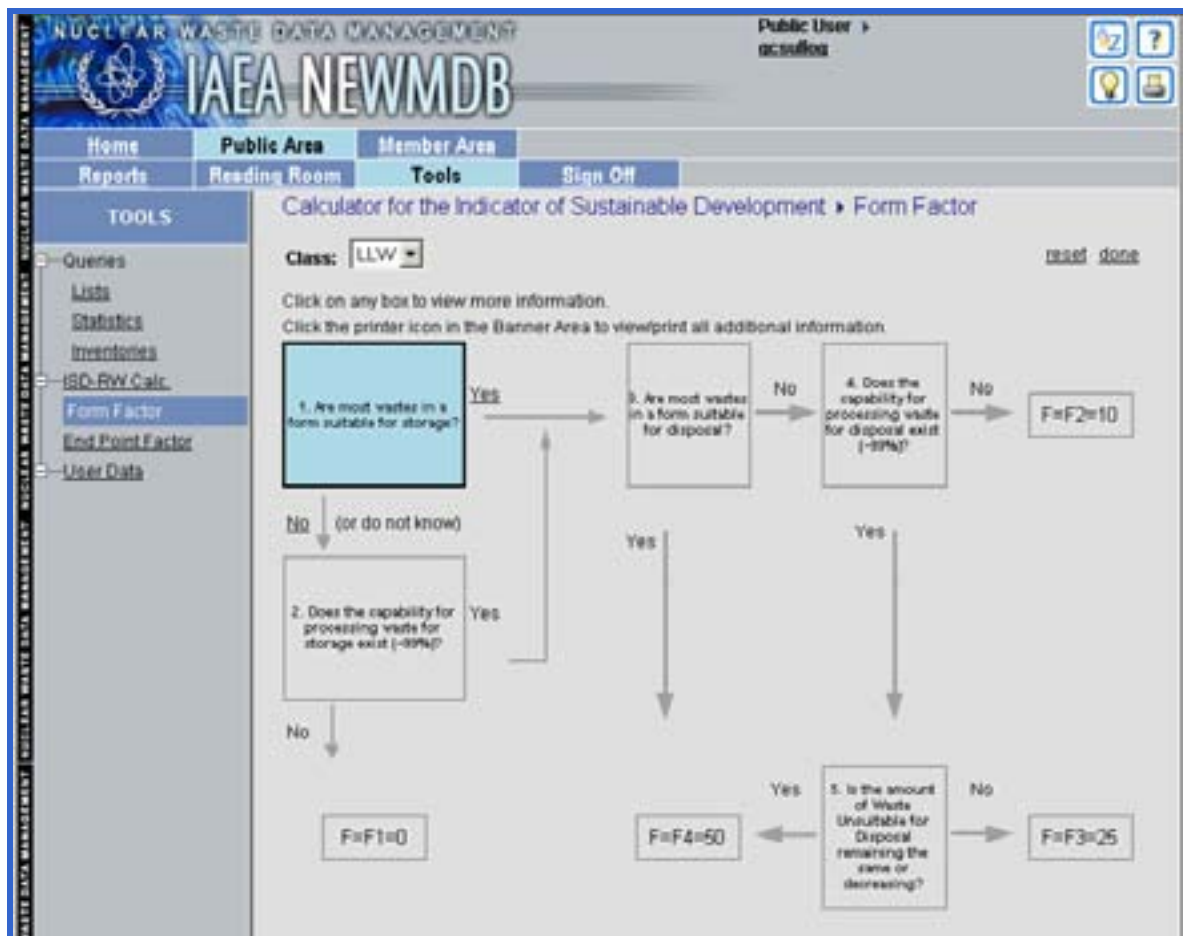 NUCLEAR WASTE DATA MANAGEMENT
IAEA NEWMDB
Public User
Home
Public Area
Member Area
Reports
Reading Room
Tools
Sign Off
TOOLS
Queries
Lists
Statistics
Inventories
ISD-RW Calc.
Form Factor
End Point Factor
User Data
Calculator for the Indicator of Sustainable Development ▸ Form Factor
Class: LLW
reset done
Click on any box to view more information.
Click the printer icon in the Banner Area to view/print all additional information
1. Are most wastes in a
form suitable for storage?
Yes
3. Are most wastes
in a form suitable
for disposal?
No
4. Does the
capability for
processing waste
for disposal exist
(~99%)?
No
F=F2=10
No (or do not know)
2. Does the capability for
processing waste for
storage exist (~99%)?
Yes
Yes
Yes
No
F=F1=0
F=F4=50
Yes
5. Is the amount
of Waste
Unsuitable for
Disposal
remaining the
same or
decreasing?
No
F=F3=25
NUCLEAR WASTE DATA MANAGEMENT